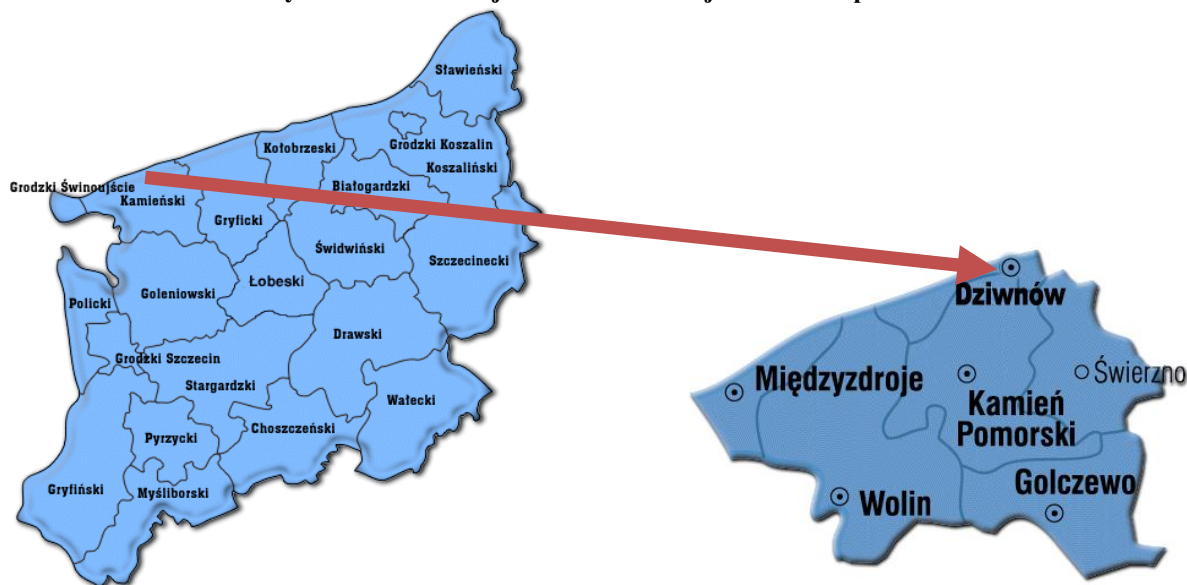 Sławieński
Kołobrzeski
Grodzki Koszalin
Koszaliński
Białogardzki
Grodzki Świnoujście
Kamieński
Gryficki
Świdwiński
Szczecinecki
Łobeski
Goleniowski
Policki
Drawski
Grodzki Szczecin
Stargardzki
Wałecki
Choszczeński
Pyrzycki
Gryfiński
Myśliborski
Dziwnów
Międzyzdroje
Świerzno
Kamień
Pomorski
Golczewo
Wolin